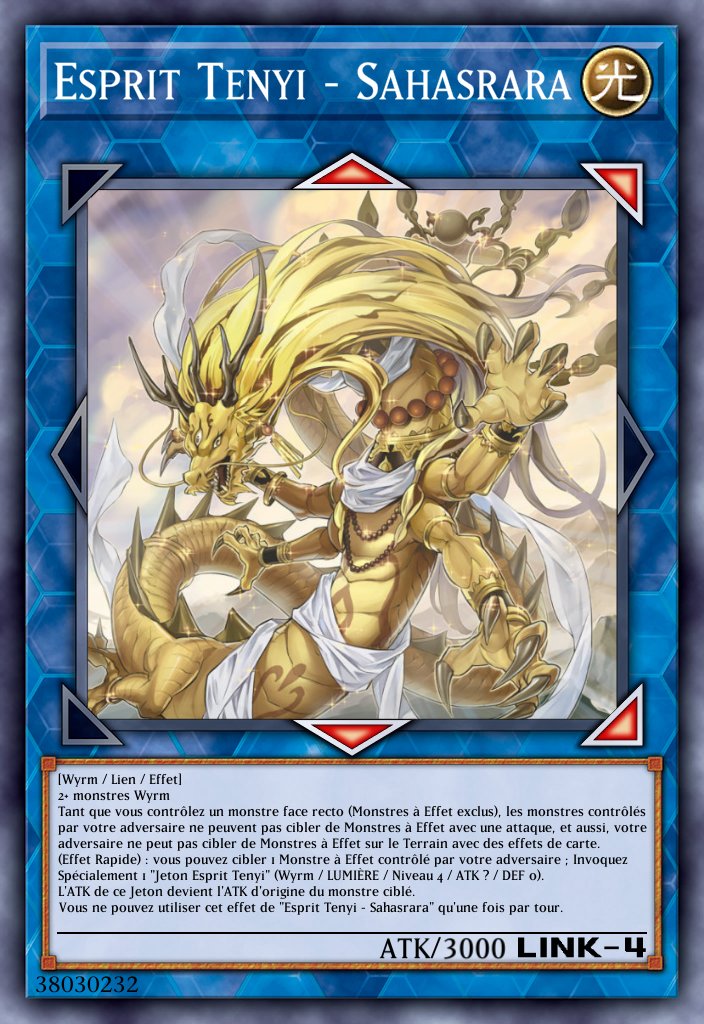 Esprit Tenyi - Sahasrara
光
[Wyrm / Lien / Effet]
2+ monstres Wyrm
Tant que vous contrôlez un monstre face recto (Monstres à Effet exclus), les monstres contrôlés
par votre adversaire ne peuvent pas cibler de Monstres à Effet avec une attaque, et aussi, votre
adversaire ne peut pas cibler de Monstres à Effet sur le Terrain avec des effets de carte.
(Effet Rapide) : vous pouvez cibler 1 Monstre à Effet contrôlé par votre adversaire ; Invoquez
Spécialement 1 "Jeton Esprit Tenyi" (Wyrm / LUMIÈRE / Niveau 4 / ATK ? / DEF 0).
L'ATK de ce Jeton devient l'ATK d'origine du monstre ciblé.
Vous ne pouvez utiliser cet effet de "Esprit Tenyi - Sahasrara" qu'une fois par tour.
ATK/3000 LINK-4
38030232